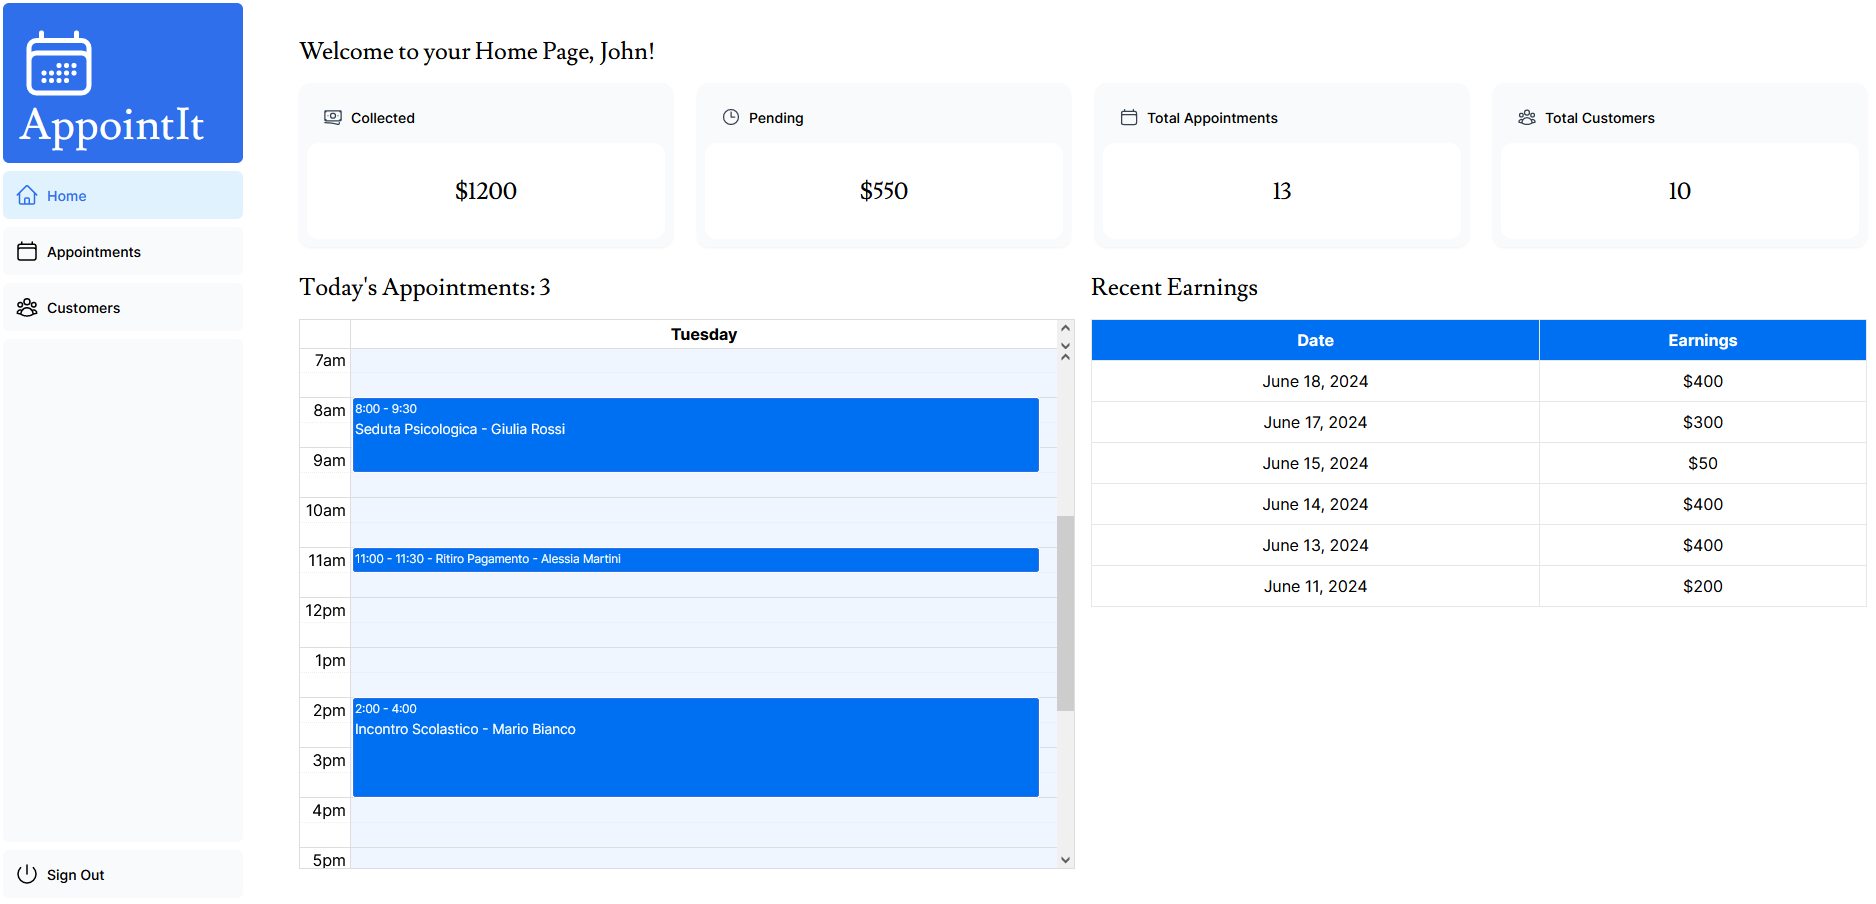 AppointIt
Home
Appointments
Customers
Sign Out
Welcome to your Home Page, John!
Collected
$1200
Pending
$550
Total Appointments
13
Total Customers
10
Today's Appointments: 3
Tuesday
7am
8am
8:00 - 9:30
Seduta Psicologica - Giulia Rossi
9am
10am
11am
11:00 - 11:30 - Ritiro Pagamento - Alessia Martini
12pm
1pm
2pm
2:00 - 4:00
Incontro Scolastico - Mario Bianco
3pm
4pm
5pm
Recent Earnings
Date Earnings
June 18, 2024 $400
June 17, 2024 $300
June 15, 2024 $50
June 14, 2024 $400
June 13, 2024 $400
June 11, 2024 $200